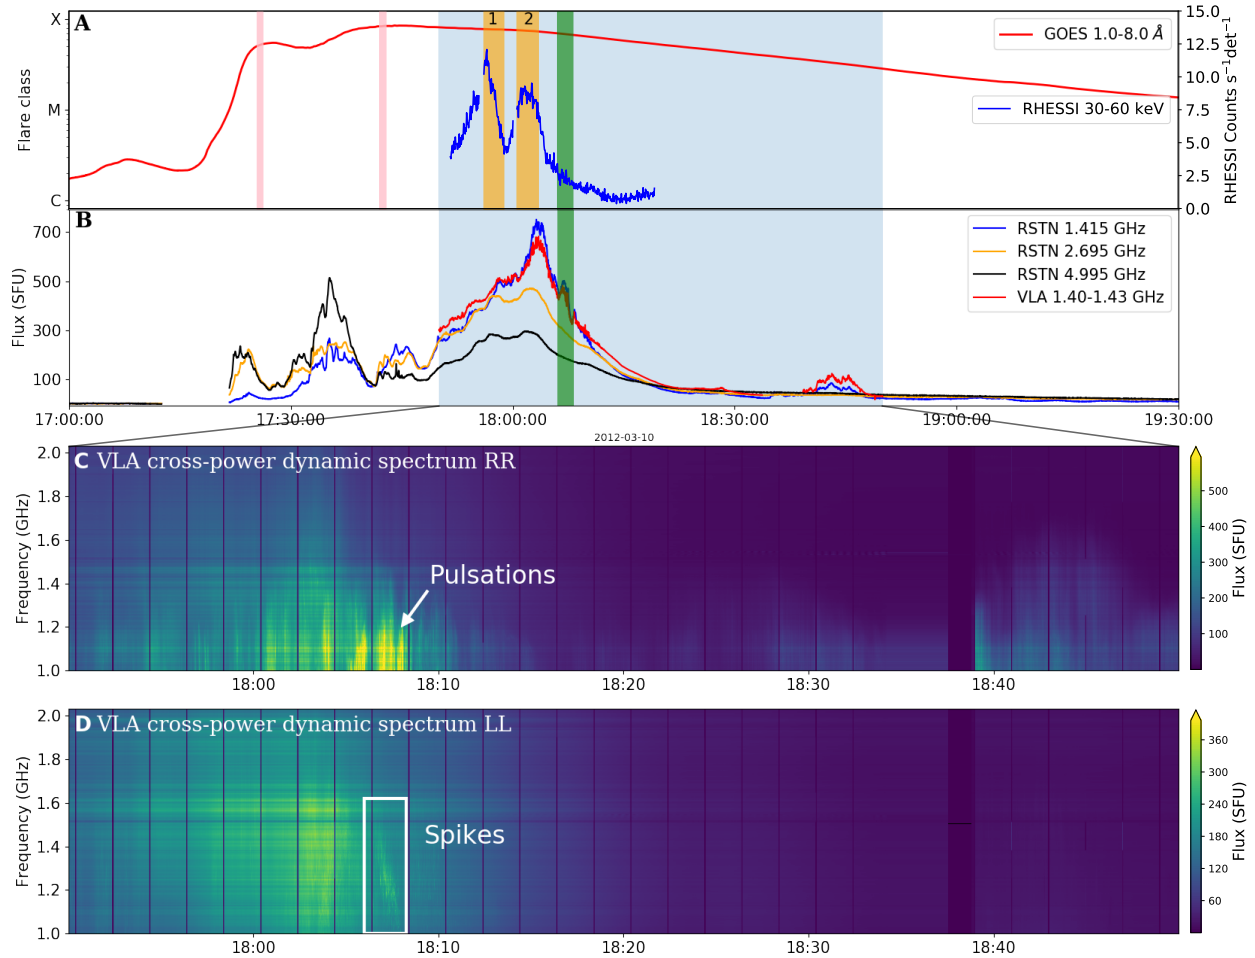 A
X
M
C
Flare class
1
2
GOES 1.0-8.0 Å
RHESSI 30-60 keV
15.0
12.5
10.0
7.5
5.0
2.5
0.0
RHESSI Counts s⁻¹det⁻¹
B
700
500
300
100
Flux (SFU)
RSTN 1.415 GHz
RSTN 2.695 GHz
RSTN 4.995 GHz
VLA 1.40-1.43 GHz
17:00:00 17:30:00 18:00:00 18:30:00 19:00:00 19:30:00
2012-03-10
C VLA cross-power dynamic spectrum RR
2.0
1.8
1.6
1.4
1.2
1.0
Frequency (GHz)
Pulsations
500
400
300
200
100
Flux (SFU)
18:00 18:10 18:20 18:30 18:40
D VLA cross-power dynamic spectrum LL
2.0
1.8
1.6
1.4
1.2
1.0
Frequency (GHz)
Spikes
360
300
240
180
120
60
Flux (SFU)
18:00 18:10 18:20 18:30 18:40